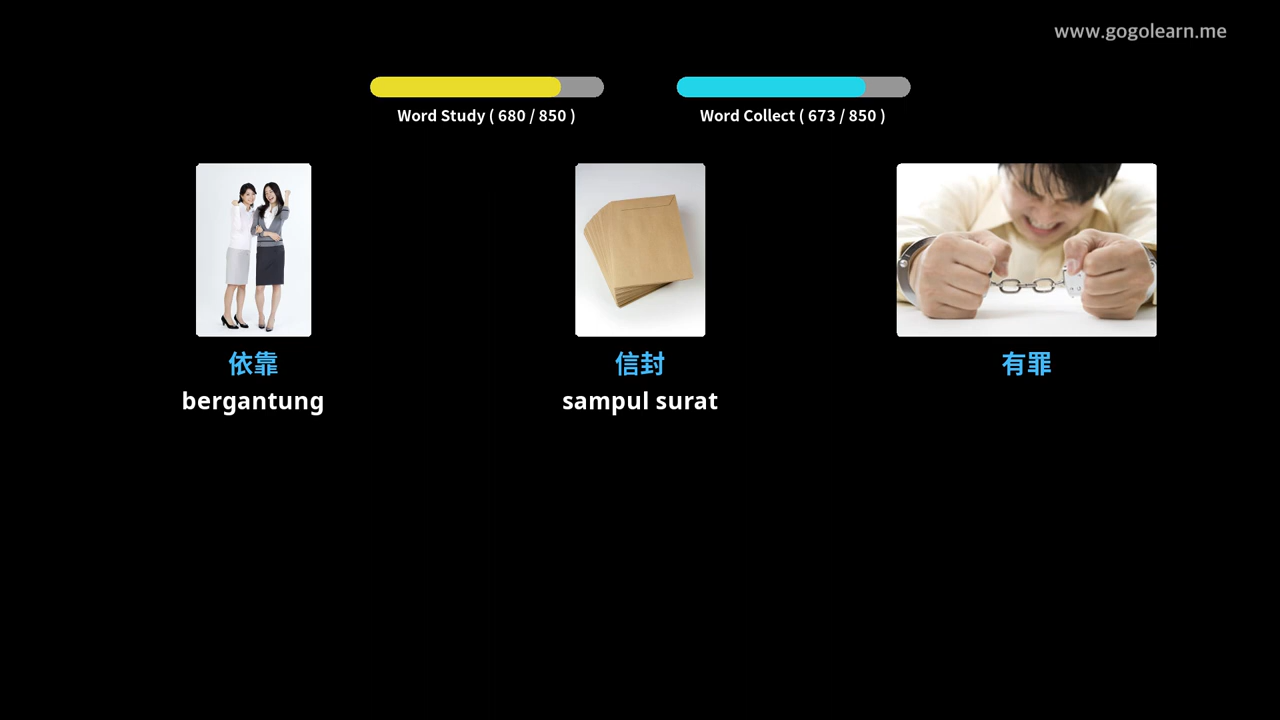 www.gogolearn.me
Word Study ( 680 / 850 )
Word Collect ( 673 / 850 )
依靠
bergantung
信封
sampul surat
有罪